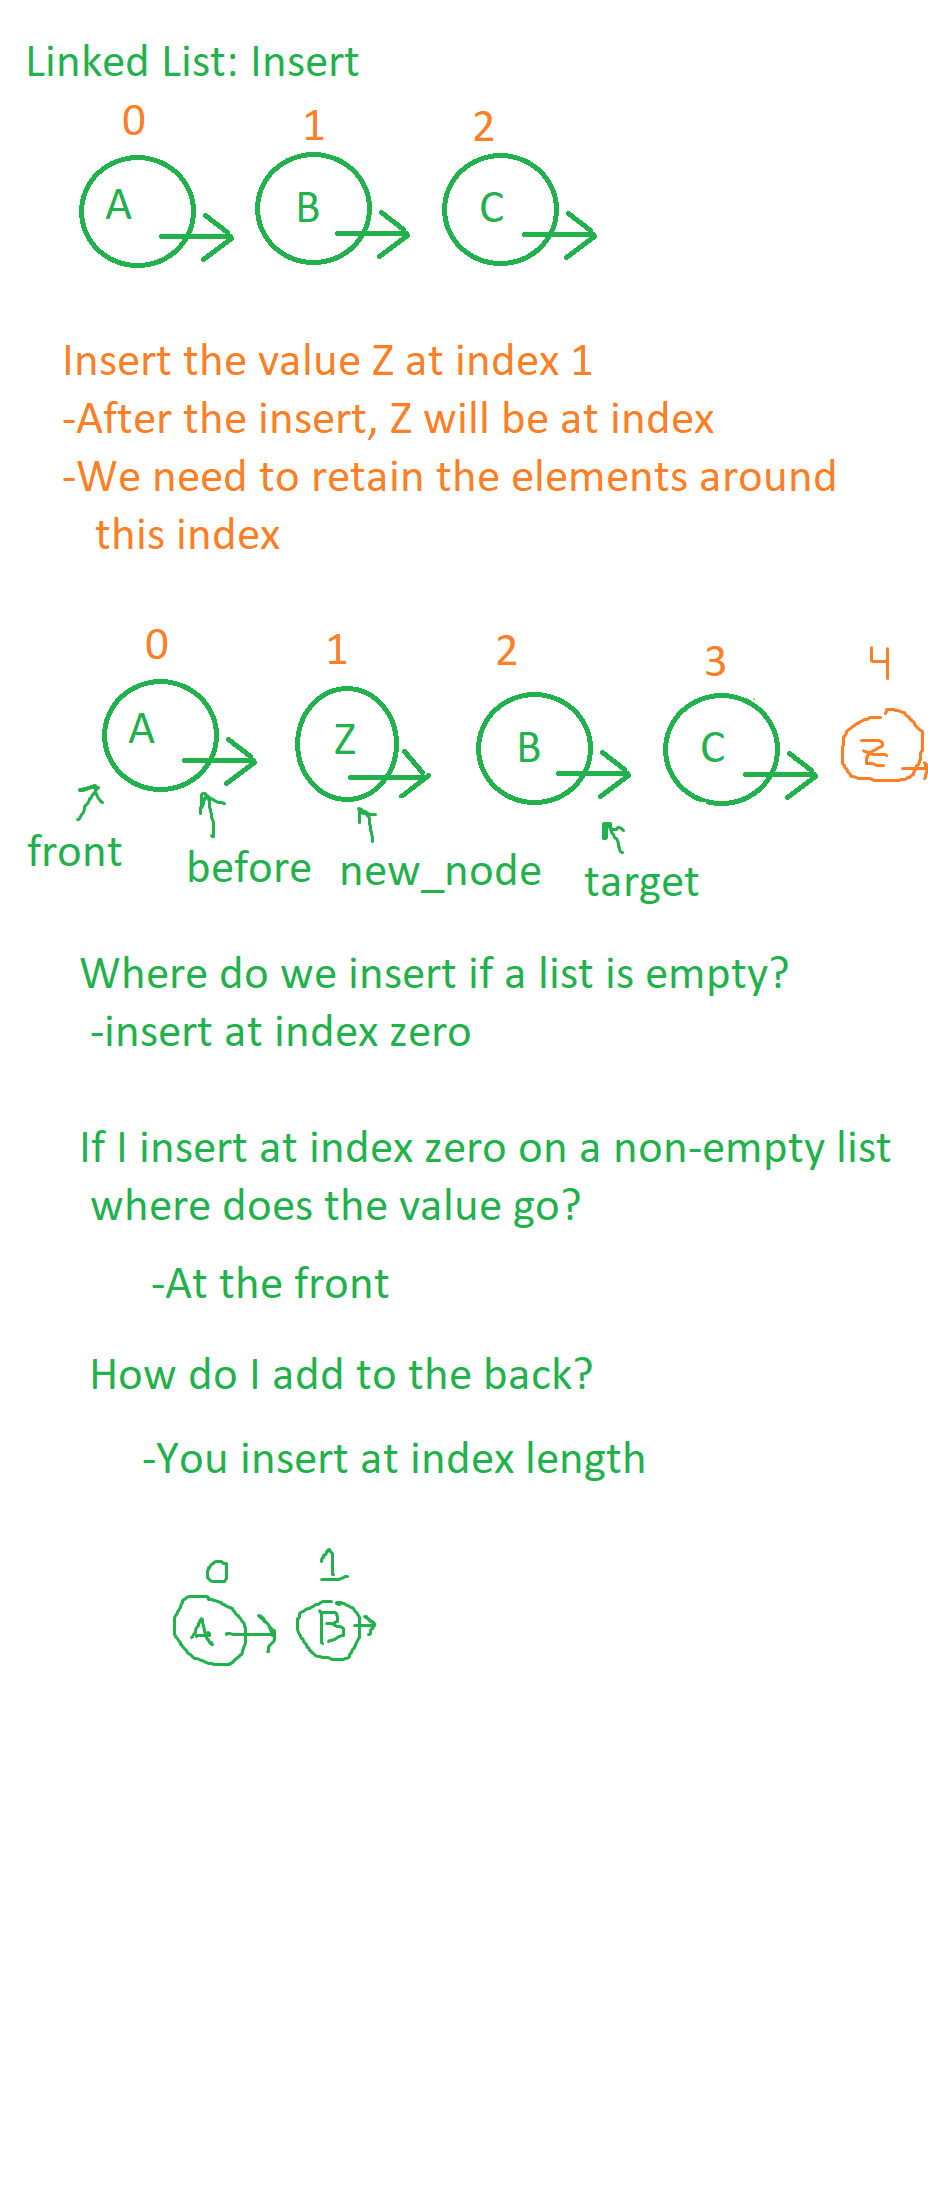 Linked List: Insert
0 1 2
A B C
Insert the value Z at index 1
-After the insert, Z will be at index
-We need to retain the elements around
this index
0 1 2 3 4
A Z B C Z
front before new_node target
Where do we insert if a list is empty?
-insert at index zero
If I insert at index zero on a non-empty list
where does the value go?
-At the front
How do I add to the back?
-You insert at index length
0 1
A B